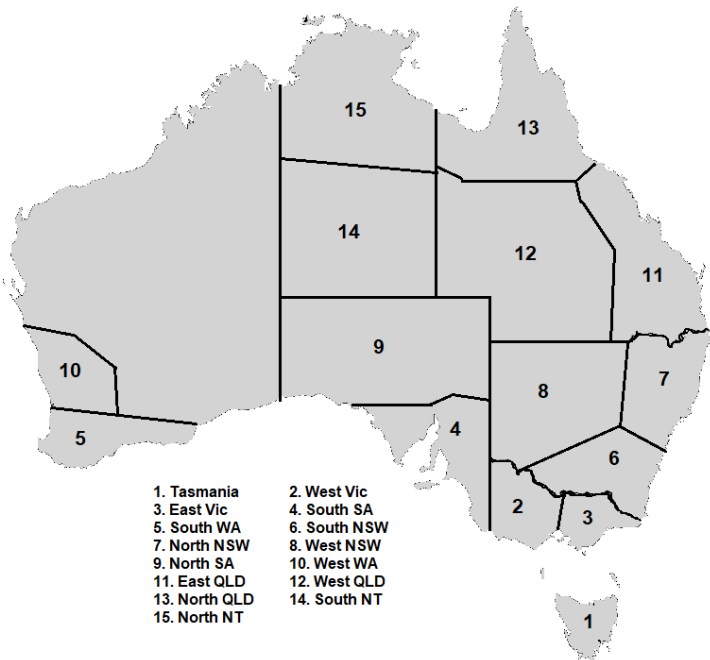 15
13
14
12
11
9
10
8
7
5
4
6
2
3
1
1. Tasmania 2. West Vic
3. East Vic 4. South SA
5. South WA 6. South NSW
7. North NSW 8. West NSW
9. North SA 10. West WA
11. East QLD 12. West QLD
13. North QLD 14. South NT
15. North NT